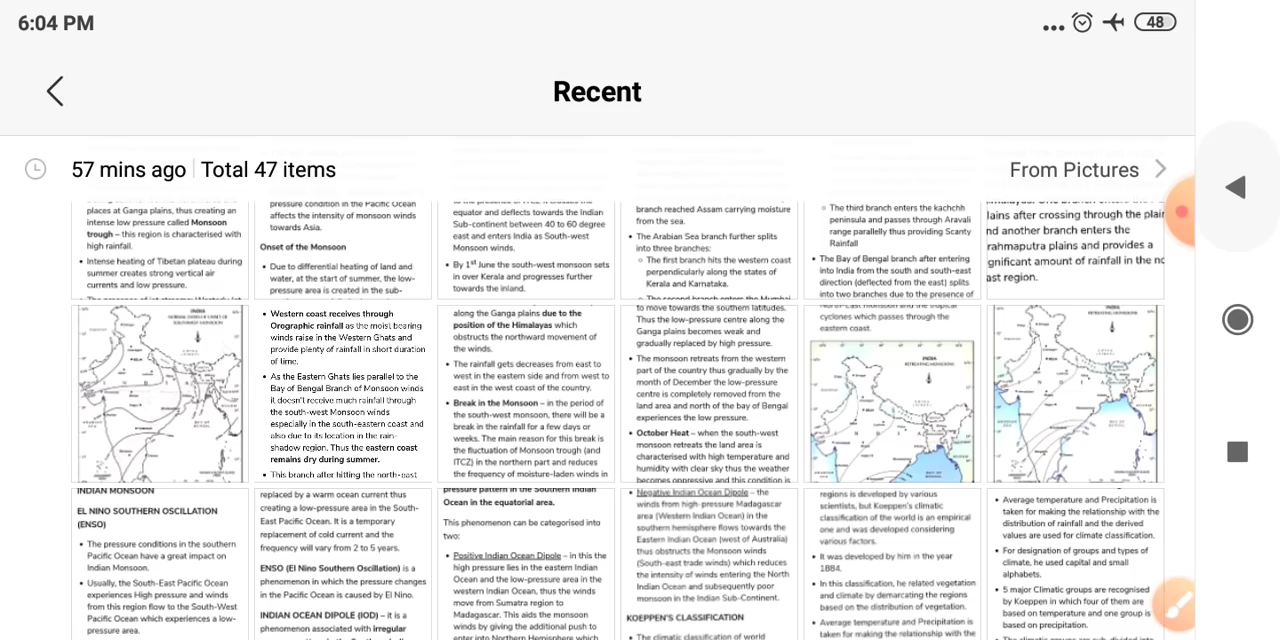 6:04 PM
48
Recent
57 mins ago
Total 47 items
From Pictures
places at Ganga plains, thus creating an
intense low pressure called Monsoon
trough – this region is characterised with
high rainfall.
• Intense heating of Tibetan plateau during
summer creates strong vertical air
currents and low pressure.
pressure condition in the Pacific Ocean
affects the intensity of monsoon winds
towards Asia.
Onset of the Monsoon
• Due to differential heating of land and
water, at the start of summer, the low-
pressure area is created in the sub-
equator and deflects towards the Indian
Sub-continent between 40 to 60 degree
east and enters India as South-west
Monsoon winds.
• By 1st June the south-west monsoon sets
in over Kerala and progresses further
towards the inland.
branch reached Assam carrying moisture
from the sea.
• The Arabian Sea branch further splits
into three branches:
○ The first branch hits the western coast
perpendicularly along the states of
Kerala and Karnataka.
○ The second branch enters the Mumbai
○ The third branch enters the kachchh
peninsula and passes through Aravali
range parallelly thus providing Scanty
Rainfall
• The Bay of Bengal branch after entering
into India from the south and south-east
direction (deflected from the east) splits
into two branches due to the presence of
lains after crossing through the plain
nd another branch enters the
rahmaputra plains and provides a
gnificant amount of rainfall in the no
ast region.
INDIA
• Western coast receives through
Orographic rainfall as the moist bearing
winds raise in the Western Ghats and
provide plenty of rainfall in short duration
of time.
• As the Eastern Ghats lies parallel to the
Bay of Bengal Branch of Monsoon winds
it doesn't receive much rainfall through
the south-west Monsoon winds
especially in the south-eastern coast and
also due to its location in the rain-
shadow region. Thus the eastern coast
remains dry during summer.
• This branch after hitting the north-east
along the Ganga plains due to the
position of the Himalayas which
obstructs the northward movement of
the winds.
• The rainfall gets decreases from east to
west in the eastern side and from west to
east in the west coast of the country.
• Break in the Monsoon – in the period of
the south-west monsoon, there will be a
break in the rainfall for a few days or
weeks. The main reason for this break is
the fluctuation of Monsoon trough (and
ITCZ) in the northern part and reduces
the frequency of moisture-laden winds in
to move towards the southern latitudes.
Thus the low-pressure centre along the
Ganga plains becomes weak and
gradually replaced by high pressure.
• The monsoon retreats from the western
part of the country thus gradually by the
month of December the low-pressure
centre is completely removed from the
land area and north of the bay of Bengal
experiences the low pressure.
• October Heat – when the south-west
monsoon retreats the land area is
characterised with high temperature and
humidity with clear sky thus the weather
becomes oppressive and this condition is
cyclones which passes through the
eastern coast.
INDIA
RETREATING MONSOON
INDIA
RETREATING MONSOON
INDIAN MONSOON
EL NINO SOUTHERN OSCILLATION
(ENSO)
• The pressure conditions in the southern
Pacific Ocean have a great impact on
Indian Monsoon.
• Usually, the South-East Pacific Ocean
experiences High pressure and winds
from this region flow to the South-West
Pacific Ocean which experiences a low-
pressure area.
replaced by a warm ocean current thus
creating a low-pressure area in the South-
East Pacific Ocean. It is a temporary
replacement of cold current and the
frequency will vary from 2 to 5 years.
ENSO (El Nino Southern Oscillation) is a
phenomenon in which the pressure changes
in the Pacific Ocean is caused by El Nino.
INDIAN OCEAN DIPOLE (IOD) – it is a
phenomenon associated with irregular
pressure pattern in the Southern Indian
Ocean in the equatorial area.
This phenomenon can be categorised into
two:
• Positive Indian Ocean Dipole – in this the
high pressure lies in the eastern Indian
Ocean and the low-pressure area in the
western Indian Ocean, thus the winds
move from Sumatra region to
Madagascar. This aids the monsoon
winds by giving the additional push to
enter into Northern Hemisphere which
• Negative Indian Ocean Dipole – the
winds from high-pressure Madagascar
area (Western Indian Ocean) in the
southern hemisphere flows towards the
Eastern Indian Ocean (west of Australia)
thus obstructs the Monsoon winds
(South-east trade winds) which reduces
the intensity of winds entering the North
Indian Ocean and subsequently poor
monsoon in the Indian Sub-Continent.
KOEPPEN'S CLASSIFICATION
• The climatic classification of world
regions is developed by various
scientists, but Koeppen's climatic
classification of the world is an empirical
one and was developed considering
various factors.
• It was developed by him in the year
1884.
• In this classification, he related vegetation
and climate by demarcating the regions
based on the distribution of vegetation.
• Average temperature and Precipitation is
taken for making the relationship with the
• Average temperature and Precipitation is
taken for making the relationship with the
distribution of rainfall and the derived
values are used for climate classification.
• For designation of groups and types of
climate, he used capital and small
alphabets.
• 5 major Climatic groups are recognised
by Koeppen in which four of them are
based on temperature and one group is
based on precipitation.